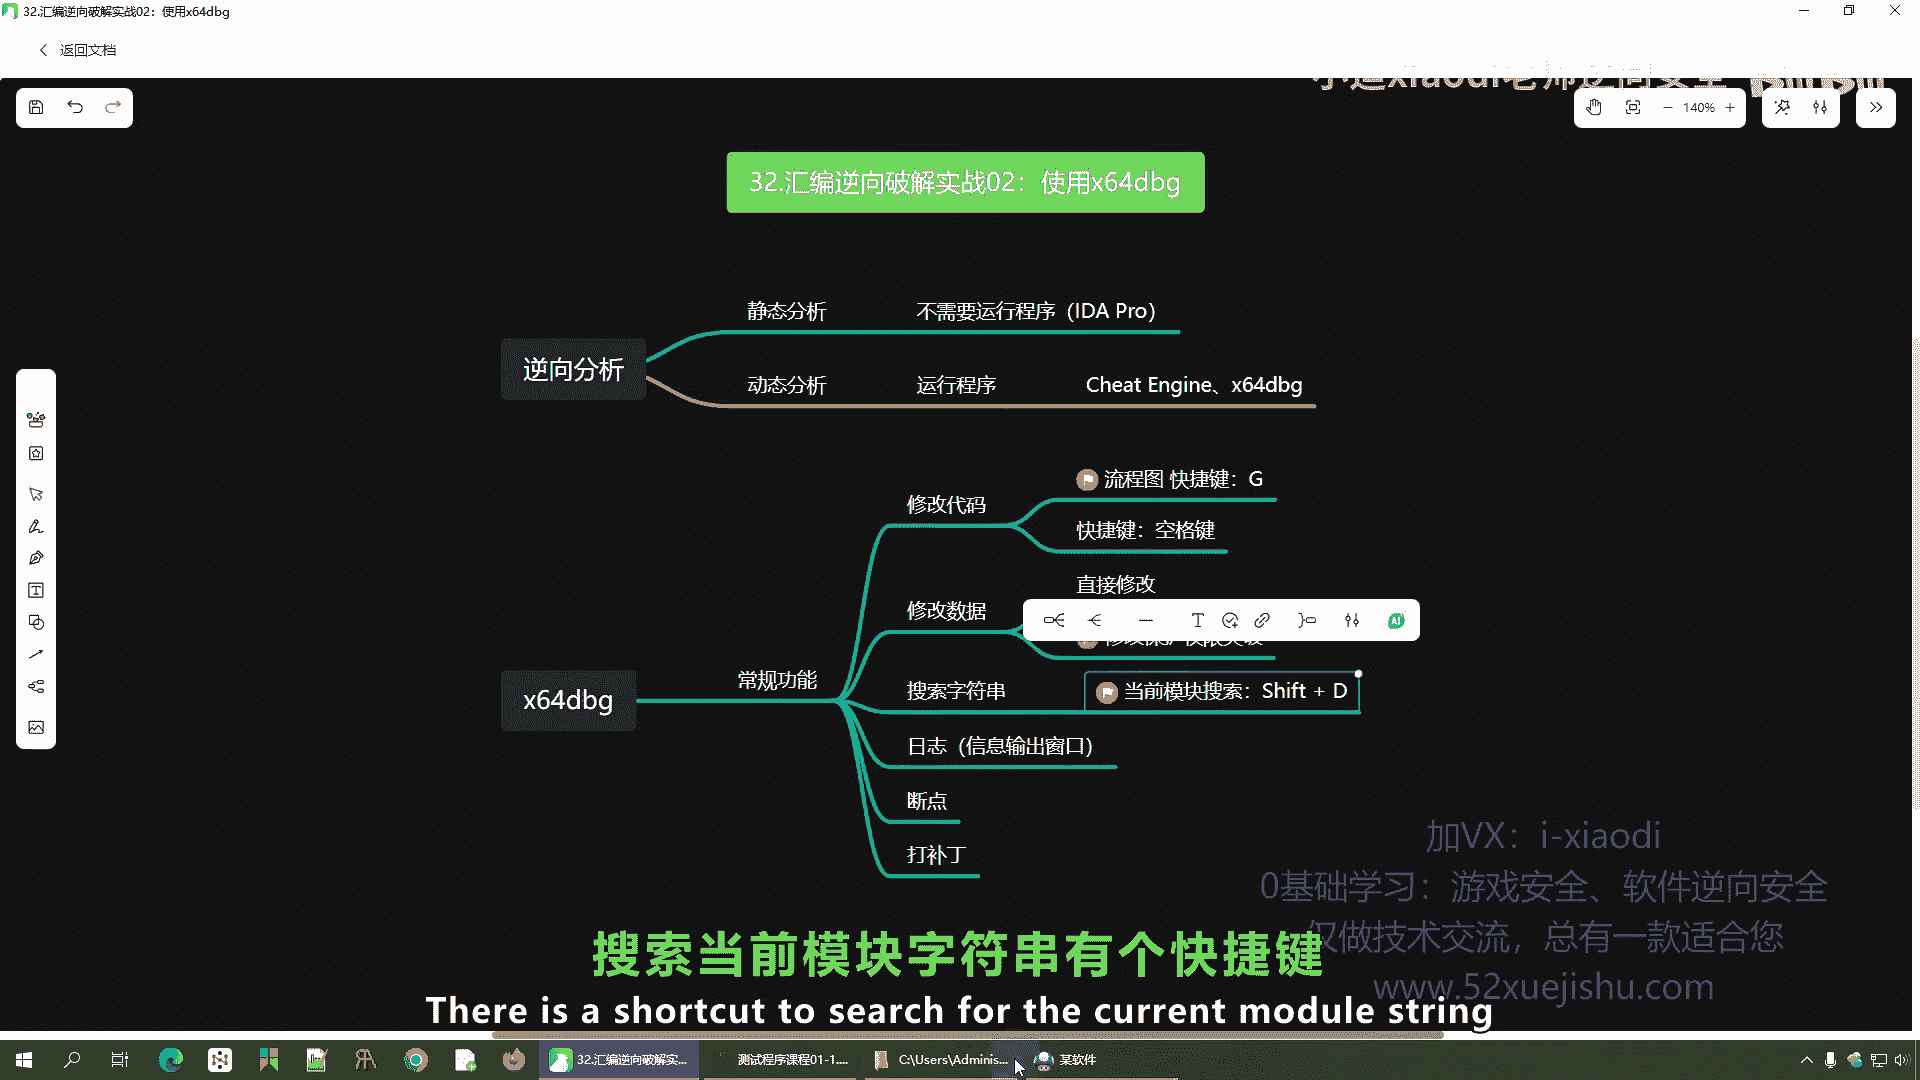 32.汇编逆向破解实战02：使用x64dbg
返回文档
140%
32.汇编逆向破解实战02：使用x64dbg
逆向分析
静态分析
不需要运行程序（IDA Pro）
动态分析
运行程序
Cheat Engine、x64dbg
x64dbg
常规功能
修改代码
流程图 快捷键：G
快捷键：空格键
修改数据
直接修改
搜索字符串
当前模块搜索：Shift + D
日志（信息输出窗口）
断点
打补丁
加VX：i-xiaodi
0基础学习：游戏安全、软件逆向安全
仅做技术交流，总有一款适合您
www.52xuejishu.com
搜索当前模块字符串有个快捷键
There is a shortcut to search for the current module string
32.汇编逆向破解实...
测试程序课程01-1....
C:\Users\Adminis...
某软件